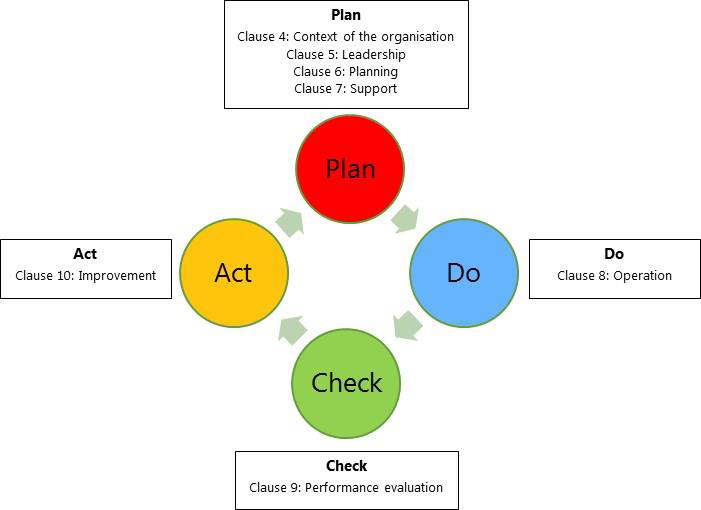 Plan
Clause 4: Context of the organisation
Clause 5: Leadership
Clause 6: Planning
Clause 7: Support
Plan
Act
Clause 10: Improvement
Act
Do
Do
Clause 8: Operation
Check
Check
Clause 9: Performance evaluation